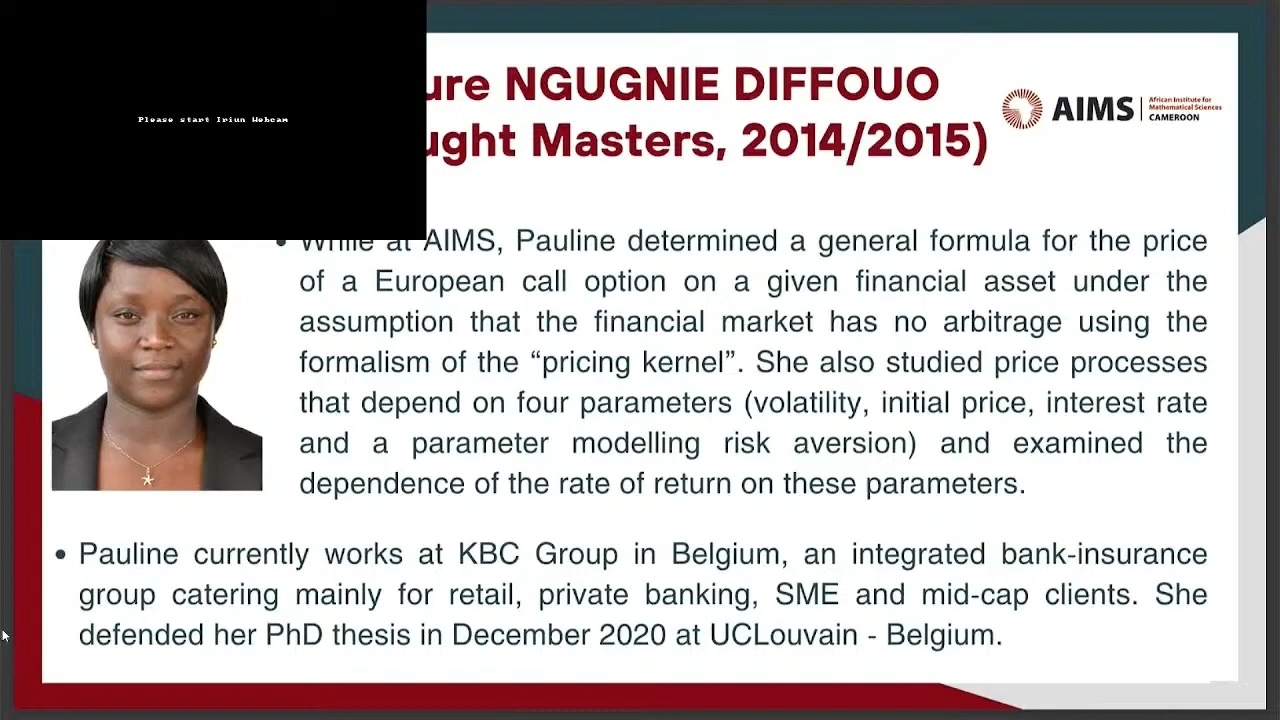 Please start Iriun Webcam
ure NGUGNIE DIFFOUO
ught Masters, 2014/2015)
AIMS
African Institute for
Mathematical Sciences
CAMEROON
• While at AIMS, Pauline determined a general formula for the price
of a European call option on a given financial asset under the
assumption that the financial market has no arbitrage using the
formalism of the “pricing kernel”. She also studied price processes
that depend on four parameters (volatility, initial price, interest rate
and a parameter modelling risk aversion) and examined the
dependence of the rate of return on these parameters.
• Pauline currently works at KBC Group in Belgium, an integrated bank-insurance
group catering mainly for retail, private banking, SME and mid-cap clients. She
defended her PhD thesis in December 2020 at UCLouvain - Belgium.